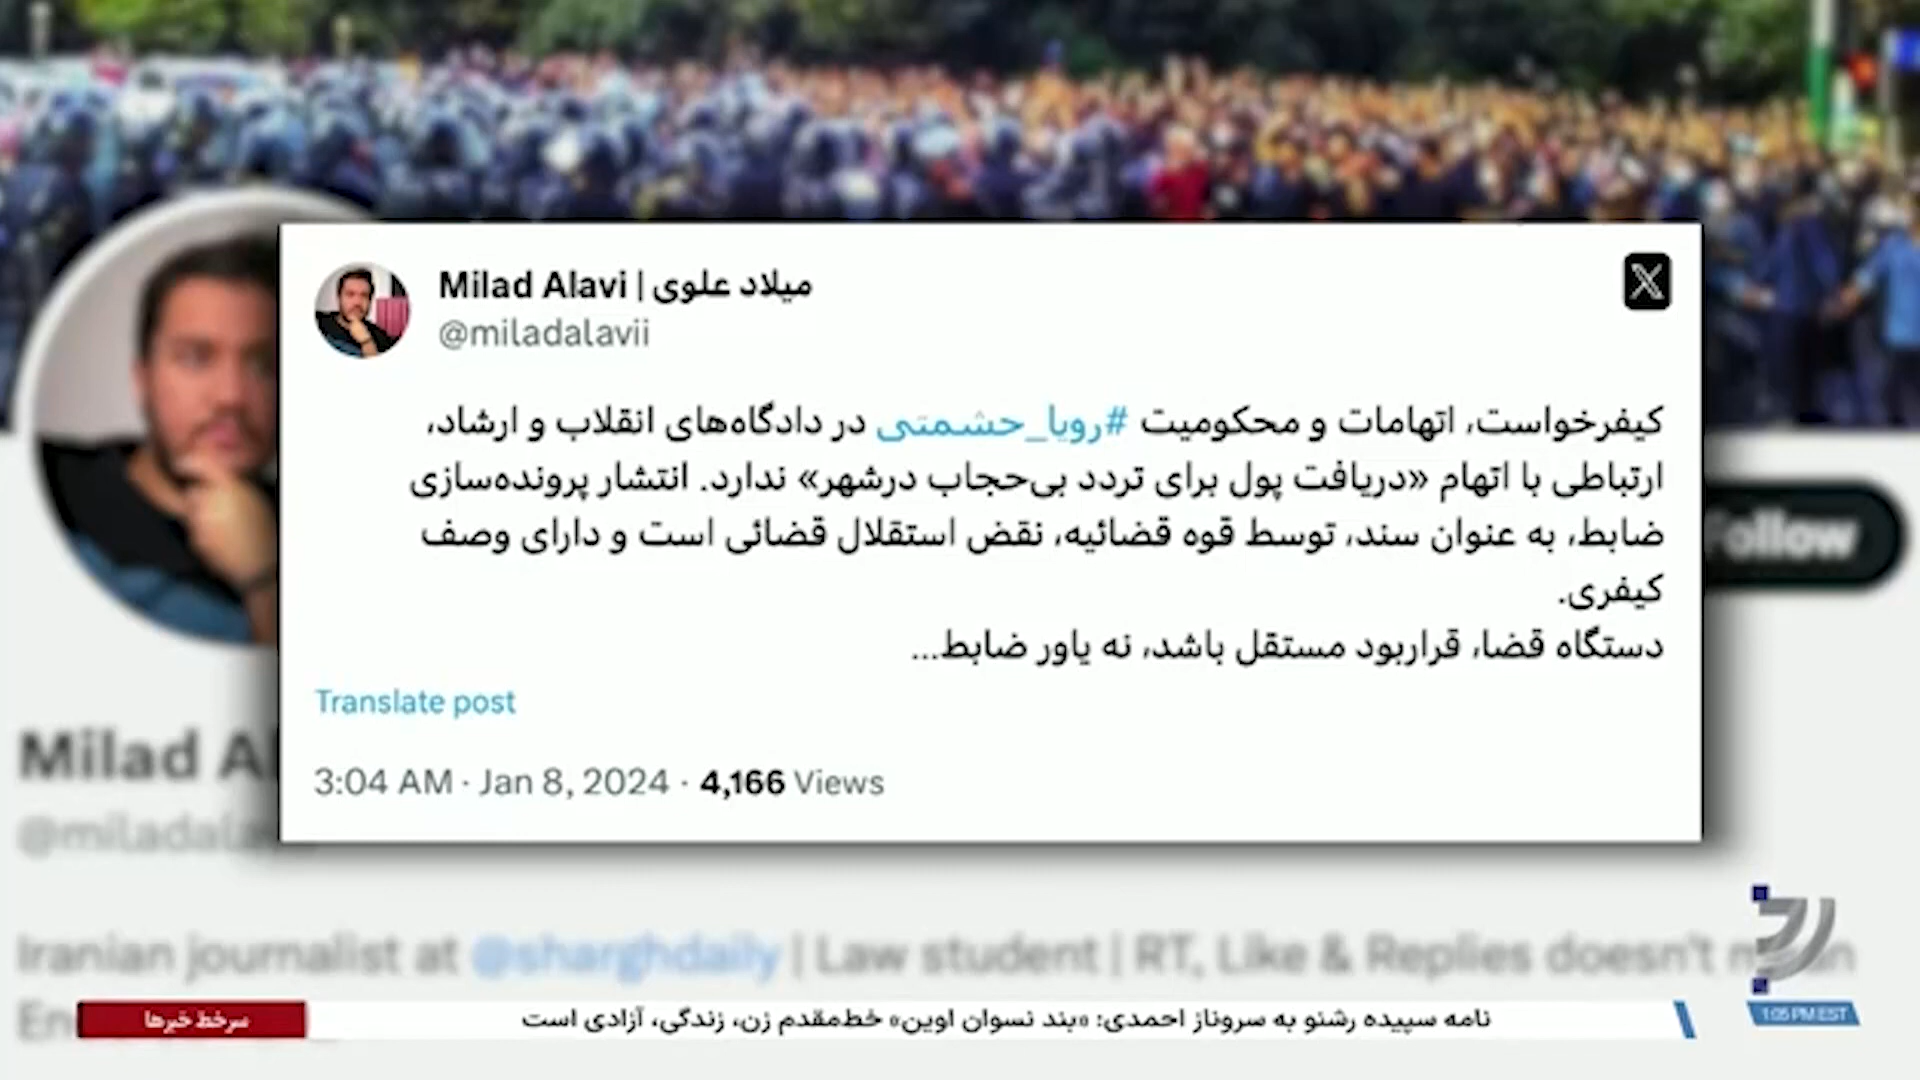 Milad Alavi | میلاد علوی
@miladalavii
کیفرخواست، اتهامات و محکومیت #رویا_حشمتی در دادگاه‌های انقلاب و ارشاد،
ارتباطی با اتهام «دریافت پول برای تردد بی‌حجاب درشهر» ندارد. انتشار پرونده‌سازی
ضابط، به عنوان سند، توسط قوه قضائیه، نقض استقلال قضائی است و دارای وصف
کیفری.
دستگاه قضا، قراربود مستقل باشد، نه یاور ضابط...
Translate post
3:04 AM · Jan 8, 2024 · 4,166 Views
Follow
Milad Al
@miladala
Iranian journalist at @sharghdaily | Law student | RT, Like & Replies doesn't mean
En
سرخط خبرها
نامه سپیده رشنو به سروناز احمدی: «بند نسوان اوین» خط‌مقدم زن، زندگی، آزادی است
1:05 PM EST